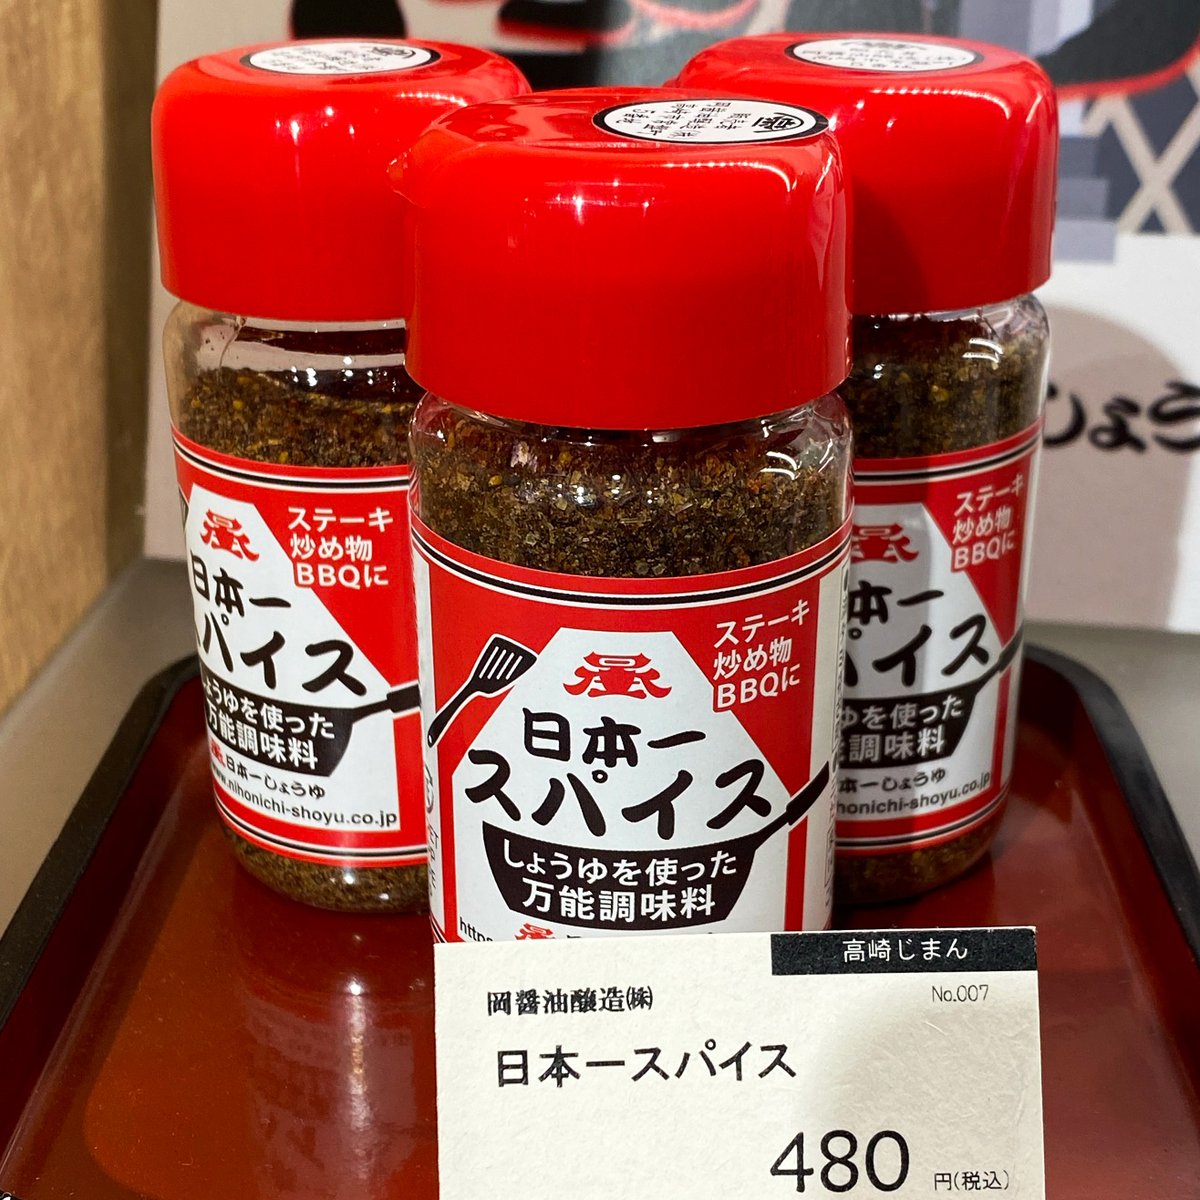 ステーキ
炒め物
BBQに
日本一
スパイス
しょうゆを使った
万能調味料
日本一しょうゆ
www.nihonichi-shoyu.co.jp
ステーキ
炒め物
BBQに
日本一
スパイス
しょうゆを使った
万能調味料
ステーキ
炒め物
BBQに
本一
パイス
ゆを使った
調味料
本一しょうゆ
honichi-shoyu.co.jp
しょう
高崎じまん
No.007
岡醤油醸造㈱
日本一スパイス
480円(税込)